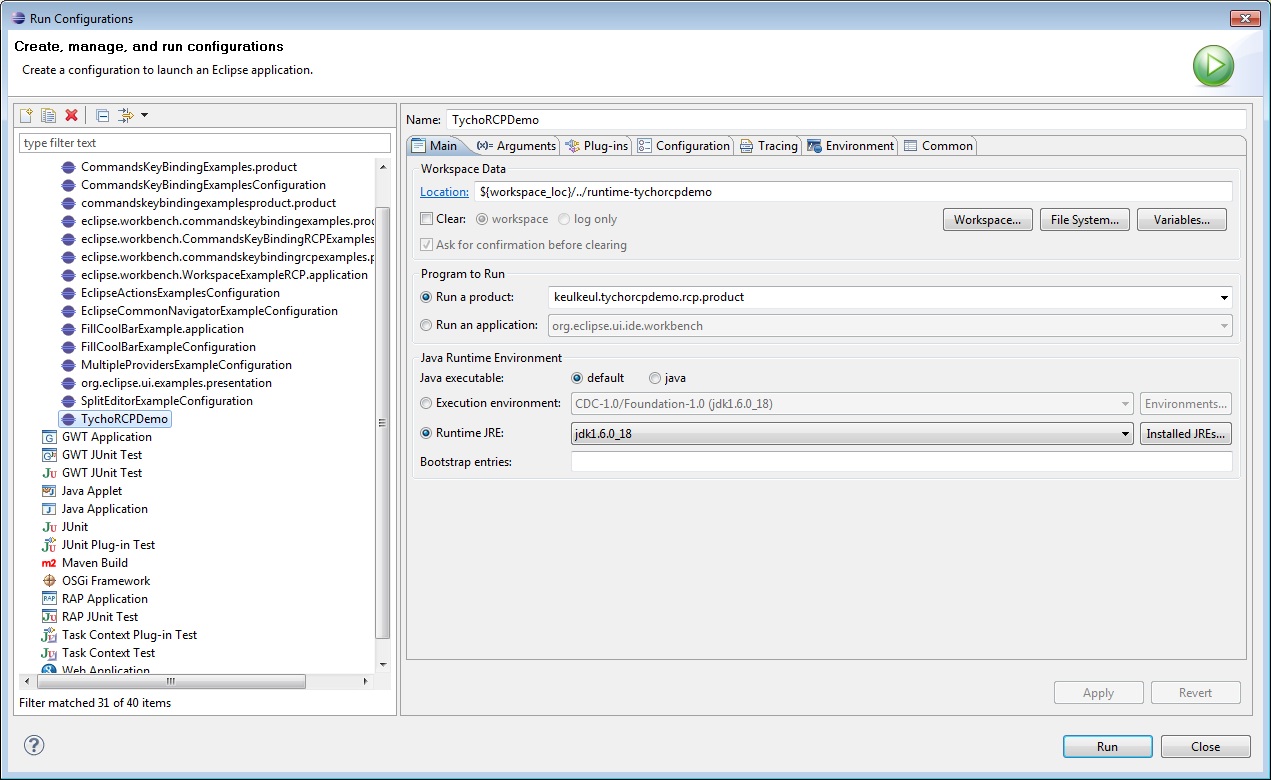 Run Configurations
Create, manage, and run configurations
Create a configuration to launch an Eclipse application.
type filter text
CommandsKeyBindingExamples.product
CommandsKeyBindingExamplesConfiguration
commandskeybindingexamplesproduct.product
eclipse.workbench.commandskeybindingexamples.proc
eclipse.workbench.CommandsKeyBindingRCPExamples
eclipse.workbench.commandskeybindingrcpexamples.p
eclipse.workbench.WorkspaceExampleRCP.application
EclipseActionsExamplesConfiguration
EclipseCommonNavigatorExampleConfiguration
FillCoolBarExample.application
FillCoolBarExampleConfiguration
MultipleProvidersExampleConfiguration
org.eclipse.ui.examples.presentation
SplitEditorExampleConfiguration
TychoRCPDemo
G GWT Application
GWT JUnit Test
JU GWT JUnit Test
Java Applet
J Java Application
JU JUnit
JU JUnit Plug-in Test
m2 Maven Build
OSGi Framework
RAP RAP Application
JU RAP JUnit Test
Task Context Plug-in Test
Task Context Test
Web Application
Filter matched 31 of 40 items
Name: TychoRCPDemo
Main (x)= Arguments Plug-ins Configuration Tracing Environment Common
Workspace Data
Location: ${workspace_loc}/../runtime-tychorcpdemo
Clear: workspace log only Workspace... File System... Variables...
Ask for confirmation before clearing
Program to Run
Run a product: keulkeul.tychorcpdemo.rcp.product
Run an application: org.eclipse.ui.ide.workbench
Java Runtime Environment
Java executable: default java
Execution environment: CDC-1.0/Foundation-1.0 (jdk1.6.0_18) Environments...
Runtime JRE: jdk1.6.0_18 Installed JREs...
Bootstrap entries:
Apply Revert
? Run Close